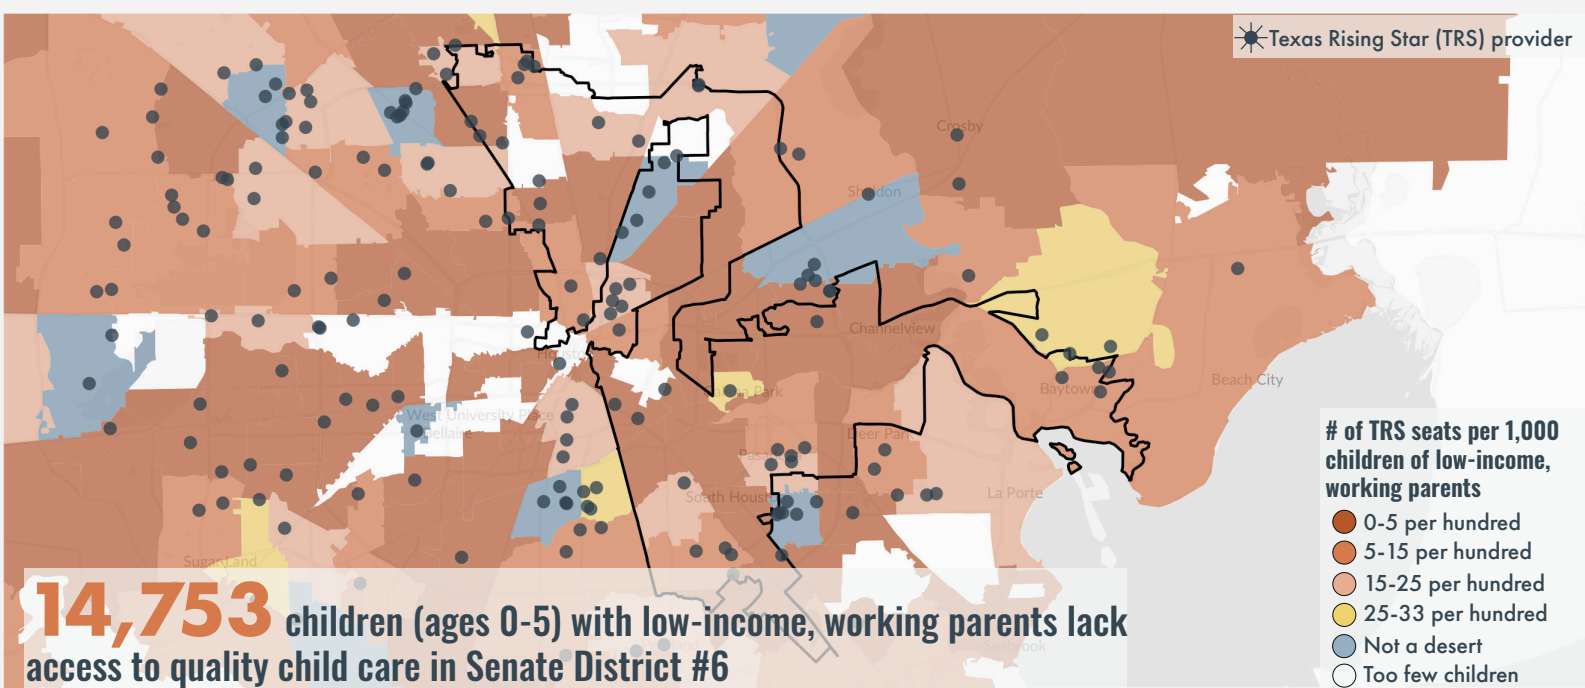 Texas Rising Star (TRS) provider
Crosby
Sheldon
Channelview
Houston
Beach City
Baytown
West University Place
Bellaire
Deer Park
South Houst
La Porte
Sugar Land
# of TRS seats per 1,000
children of low-income,
working parents
0-5 per hundred
5-15 per hundred
15-25 per hundred
25-33 per hundred
Not a desert
Too few children
14,753 children (ages 0-5) with low-income, working parents lack
access to quality child care in Senate District #6
Seabrook